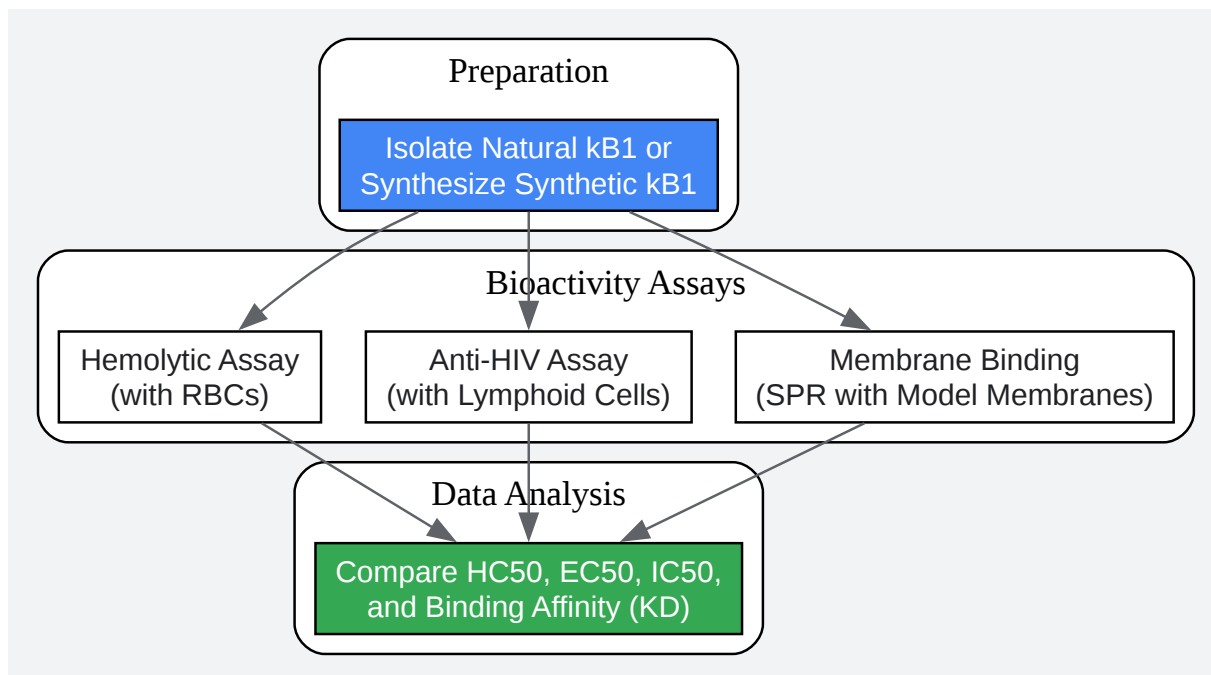 Preparation
Isolate Natural kB1 or
Synthesize Synthetic kB1
Bioactivity Assays
Hemolytic Assay
(with RBCs)
Anti-HIV Assay
(with Lymphoid Cells)
Membrane Binding
(SPR with Model Membranes)
Data Analysis
Compare HC50, EC50, IC50,
and Binding Affinity (KD)